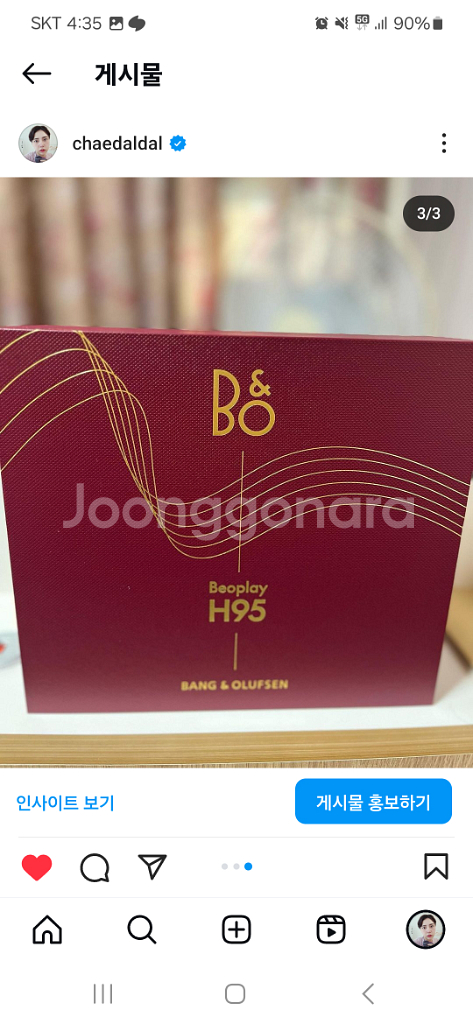 SKT 4:35
5G
90%
게시물
chaedaldal
3/3
B&O
Joonggonara
Beoplay
H95
BANG & OLUFSEN
인사이트 보기
게시물 홍보하기